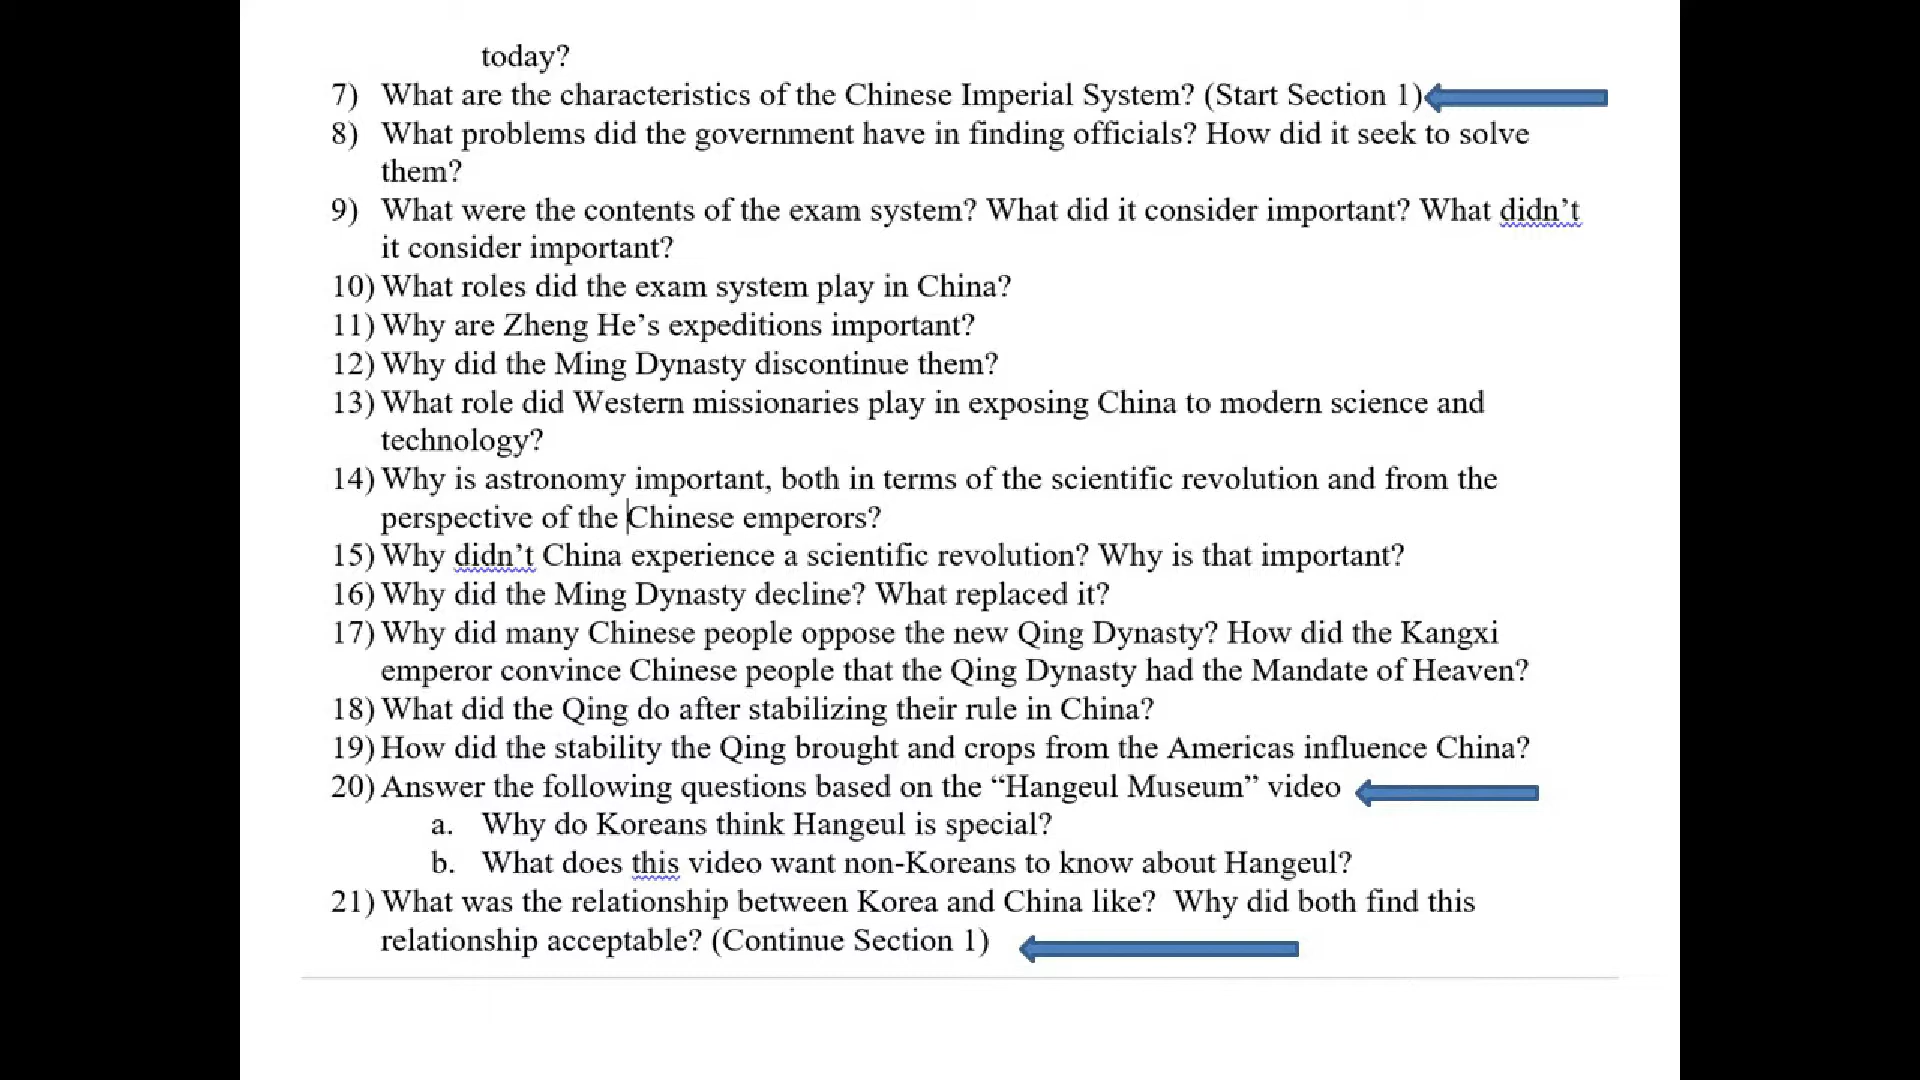 today?
7) What are the characteristics of the Chinese Imperial System? (Start Section 1)
8) What problems did the government have in finding officials? How did it seek to solve
them?
9) What were the contents of the exam system? What did it consider important? What didn’t
it consider important?
10) What roles did the exam system play in China?
11) Why are Zheng He’s expeditions important?
12) Why did the Ming Dynasty discontinue them?
13) What role did Western missionaries play in exposing China to modern science and
technology?
14) Why is astronomy important, both in terms of the scientific revolution and from the
perspective of the Chinese emperors?
15) Why didn’t China experience a scientific revolution? Why is that important?
16) Why did the Ming Dynasty decline? What replaced it?
17) Why did many Chinese people oppose the new Qing Dynasty? How did the Kangxi
emperor convince Chinese people that the Qing Dynasty had the Mandate of Heaven?
18) What did the Qing do after stabilizing their rule in China?
19) How did the stability the Qing brought and crops from the Americas influence China?
20) Answer the following questions based on the “Hangeul Museum” video
a. Why do Koreans think Hangeul is special?
b. What does this video want non-Koreans to know about Hangeul?
21) What was the relationship between Korea and China like? Why did both find this
relationship acceptable? (Continue Section 1)